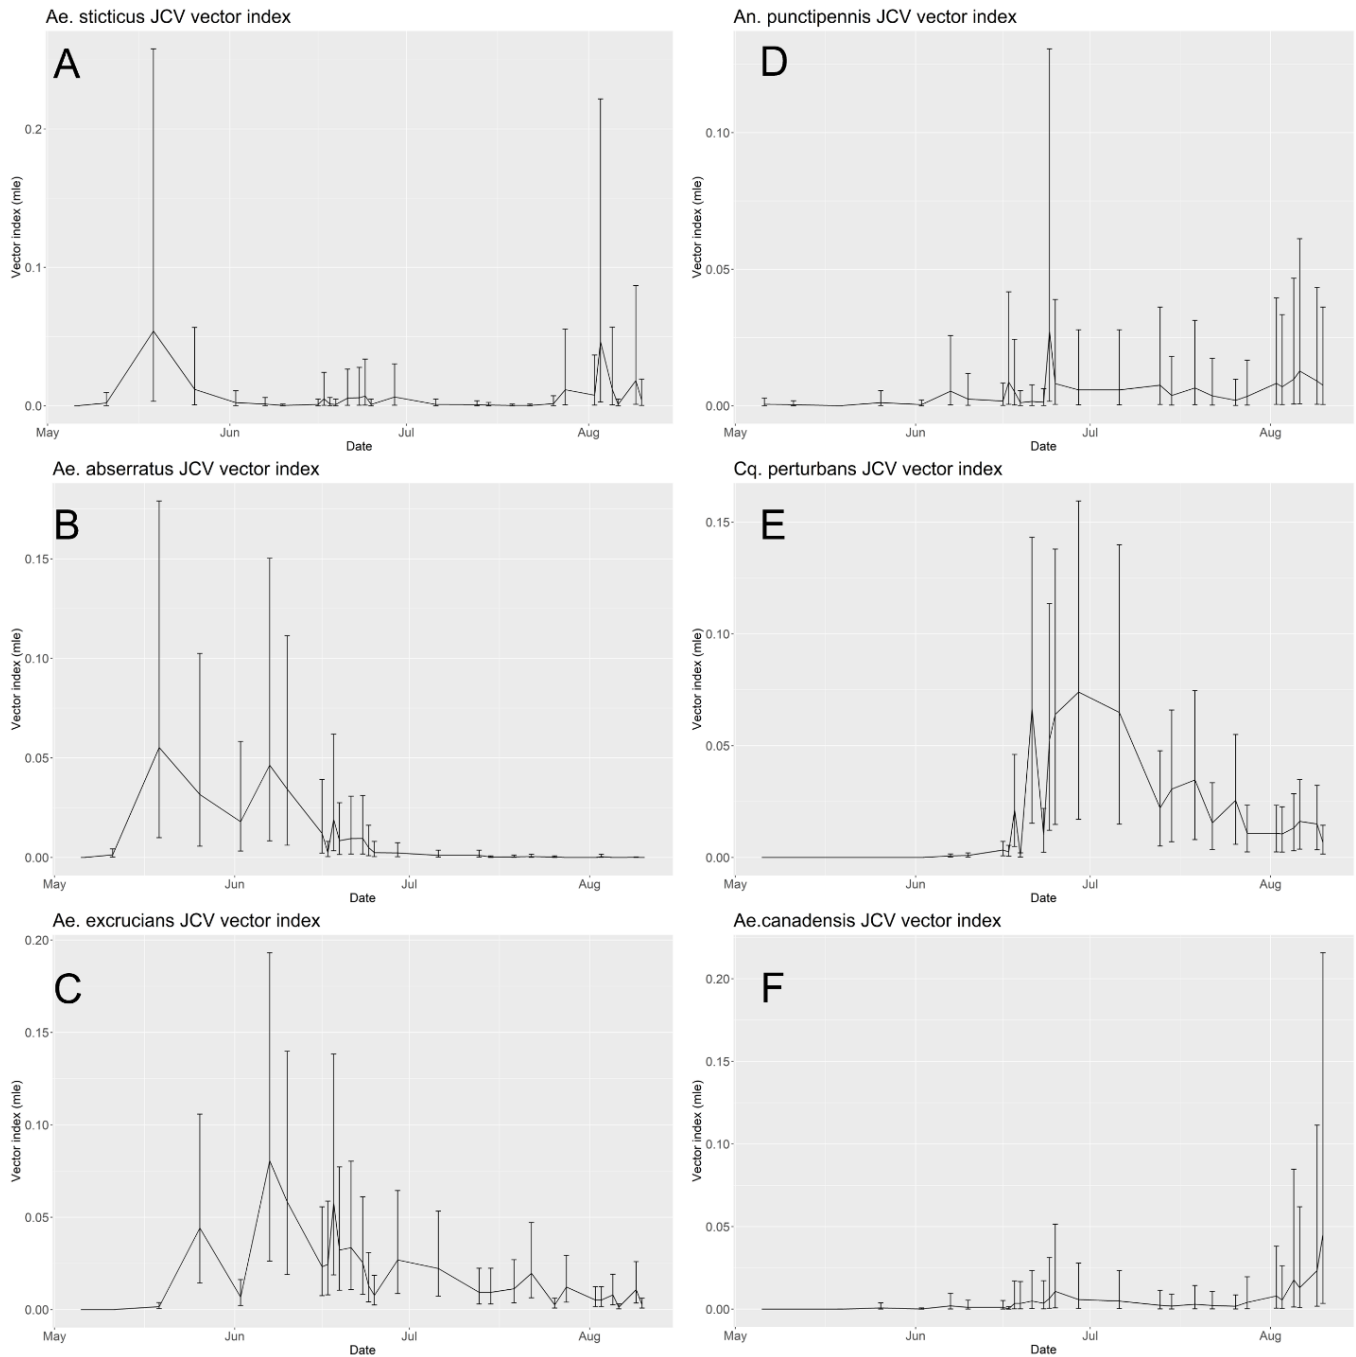 Ae. sticticus JCV vector index
A
Vector index (mle)
0.2
0.1
0.0
May Jun Jul Aug
Date
An. punctipennis JCV vector index
D
Vector index (mle)
0.10
0.05
0.00
May Jun Jul Aug
Date
Ae. abserratus JCV vector index
B
Vector index (mle)
0.15
0.10
0.05
0.00
May Jun Jul Aug
Date
Cq. perturbans JCV vector index
E
Vector index (mle)
0.15
0.10
0.05
0.00
May Jun Jul Aug
Date
Ae. excrucians JCV vector index
C
Vector index (mle)
0.20
0.15
0.10
0.05
0.00
May Jun Jul Aug
Date
Ae.canadensis JCV vector index
F
Vector index (mle)
0.20
0.15
0.10
0.05
0.00
May Jun Jul Aug
Date